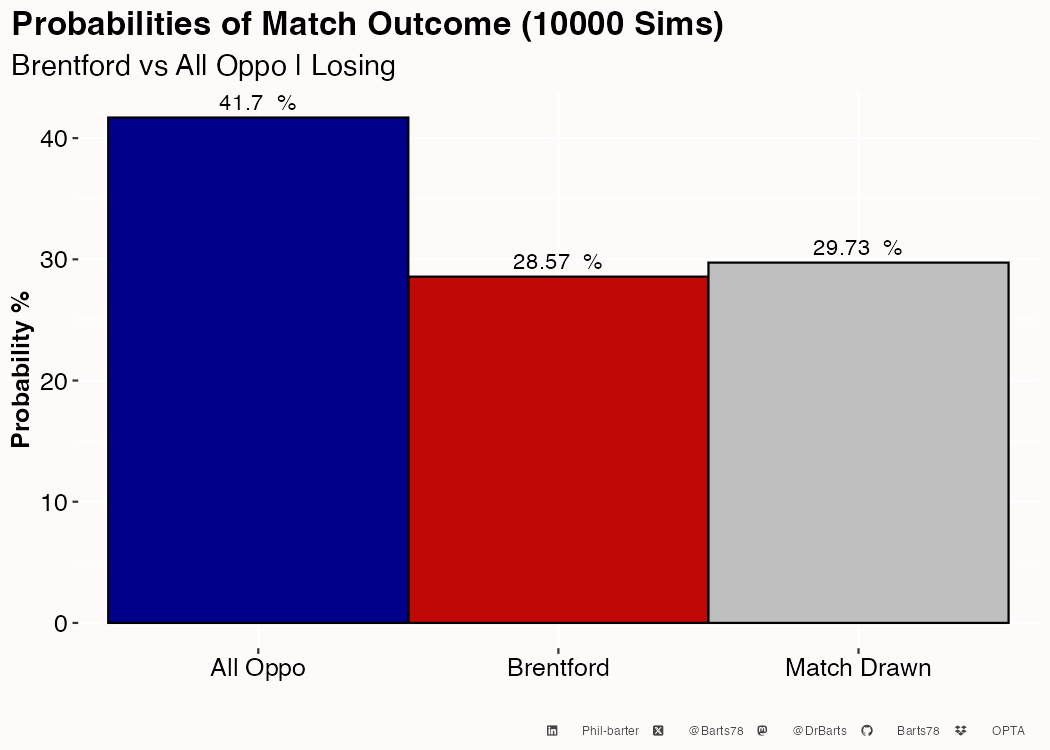 Probabilities of Match Outcome (10000 Sims)
Brentford vs All Oppo | Losing
41.7 %
28.57 %
29.73 %
Probability %
40
30
20
10
0
All Oppo
Brentford
Match Drawn
Phil-barter @Barts78 @DrBarts Barts78 OPTA